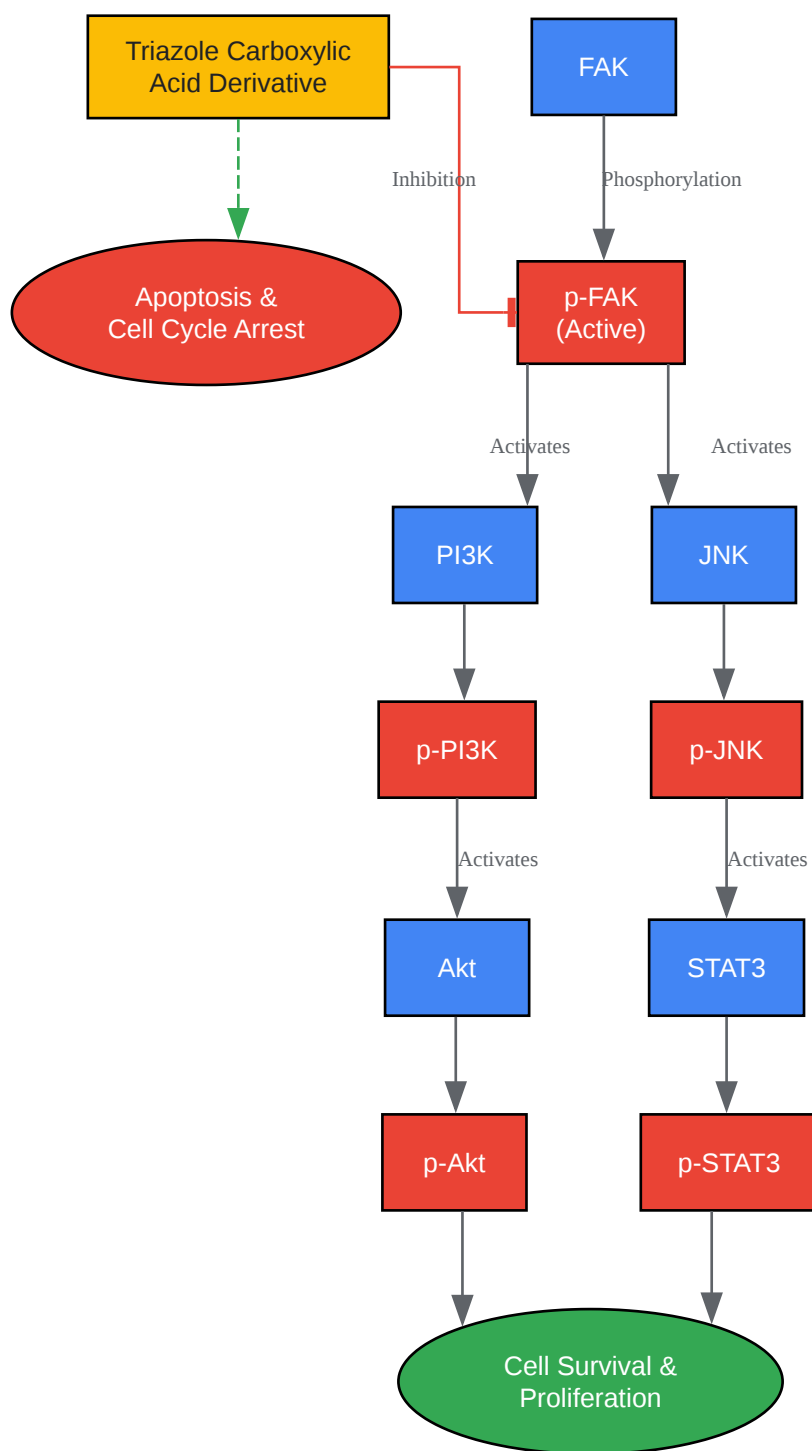 Triazole Carboxylic
Acid Derivative
FAK
Inhibition
Phosphorylation
Apoptosis &
Cell Cycle Arrest
p-FAK
(Active)
Activates
Activates
PI3K
JNK
p-PI3K
p-JNK
Activates
Activates
Akt
STAT3
p-Akt
p-STAT3
Cell Survival &
Proliferation